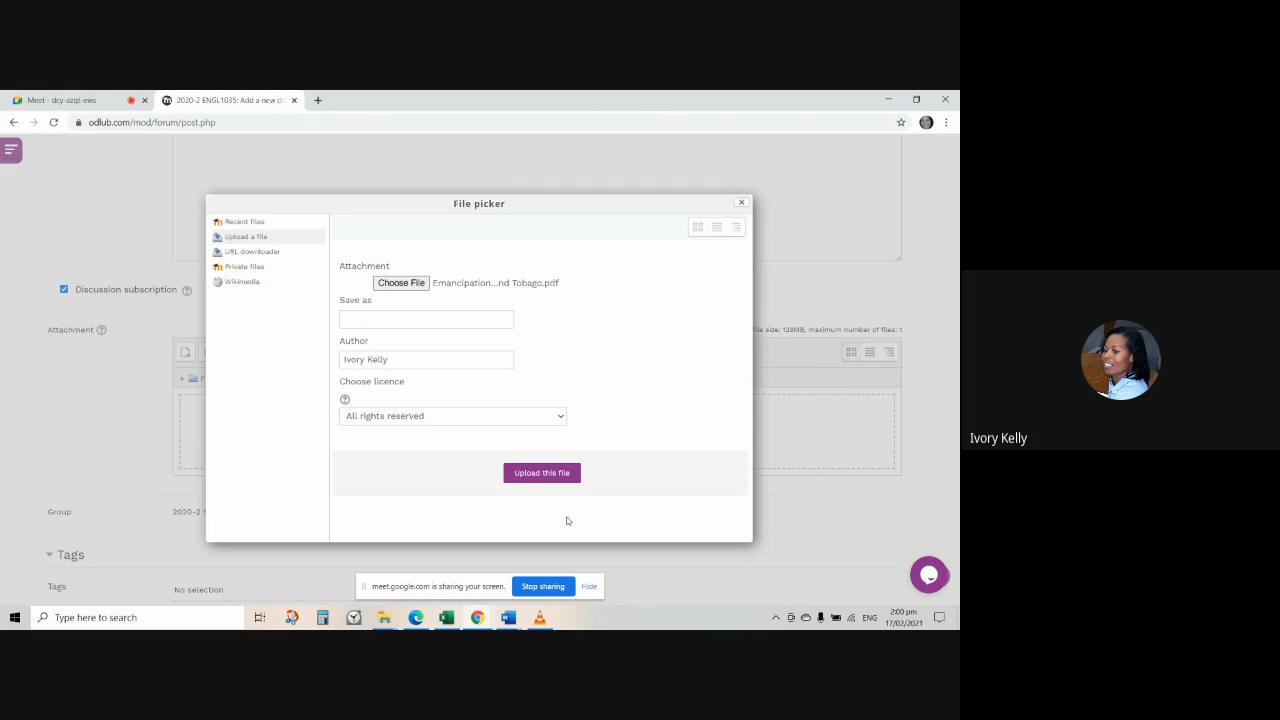 Meet - dcy-azqt-ews
2020-2 ENGL1035: Add a new di
odlub.com/mod/forum/post.php
File picker
Recent files
Upload a file
URL downloader
Private files
Wikimedia
Attachment
Choose File Emancipation...nd Tobago.pdf
Save as
Author
Ivory Kelly
Choose licence
All rights reserved
Upload this file
Discussion subscription
Attachment
file size: 128MB, maximum number of files: 1
Group
2020-2
Tags
Tags
No selection
meet.google.com is sharing your screen. Stop sharing Hide
Type here to search
ENG
2:00 pm
17/02/2021
Ivory Kelly